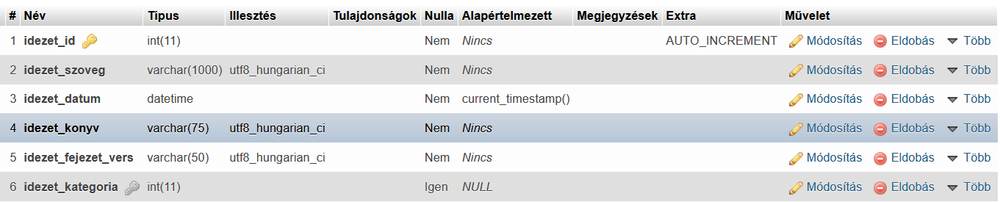 # Név Típus Illesztés Tulajdonságok Nulla Alapértelmezett Megjegyzések Extra Művelet
1 idezet_id int(11) Nem Nincs AUTO_INCREMENT Módosítás Eldobás Több
2 idezet_szoveg varchar(1000) utf8_hungarian_ci Nem Nincs Módosítás Eldobás Több
3 idezet_datum datetime Nem current_timestamp() Módosítás Eldobás Több
4 idezet_konyv varchar(75) utf8_hungarian_ci Nem Nincs Módosítás Eldobás Több
5 idezet_fejezet_vers varchar(50) utf8_hungarian_ci Nem Nincs Módosítás Eldobás Több
6 idezet_kategoria int(11) Igen NULL Módosítás Eldobás Több